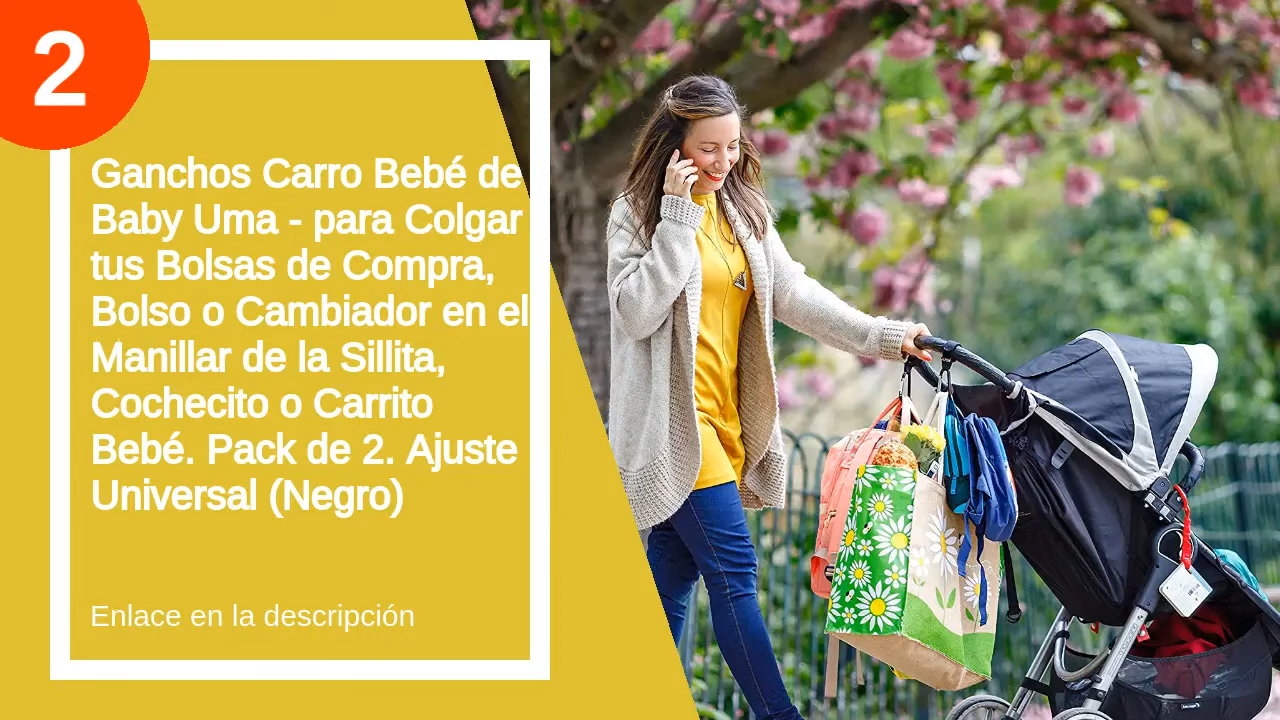 2
Ganchos Carro Bebé de
Baby Uma - para Colgar
tus Bolsas de Compra,
Bolso o Cambiador en el
Manillar de la Sillita,
Cochecito o Carrito
Bebé. Pack de 2. Ajuste
Universal (Negro)
Enlace en la descripción